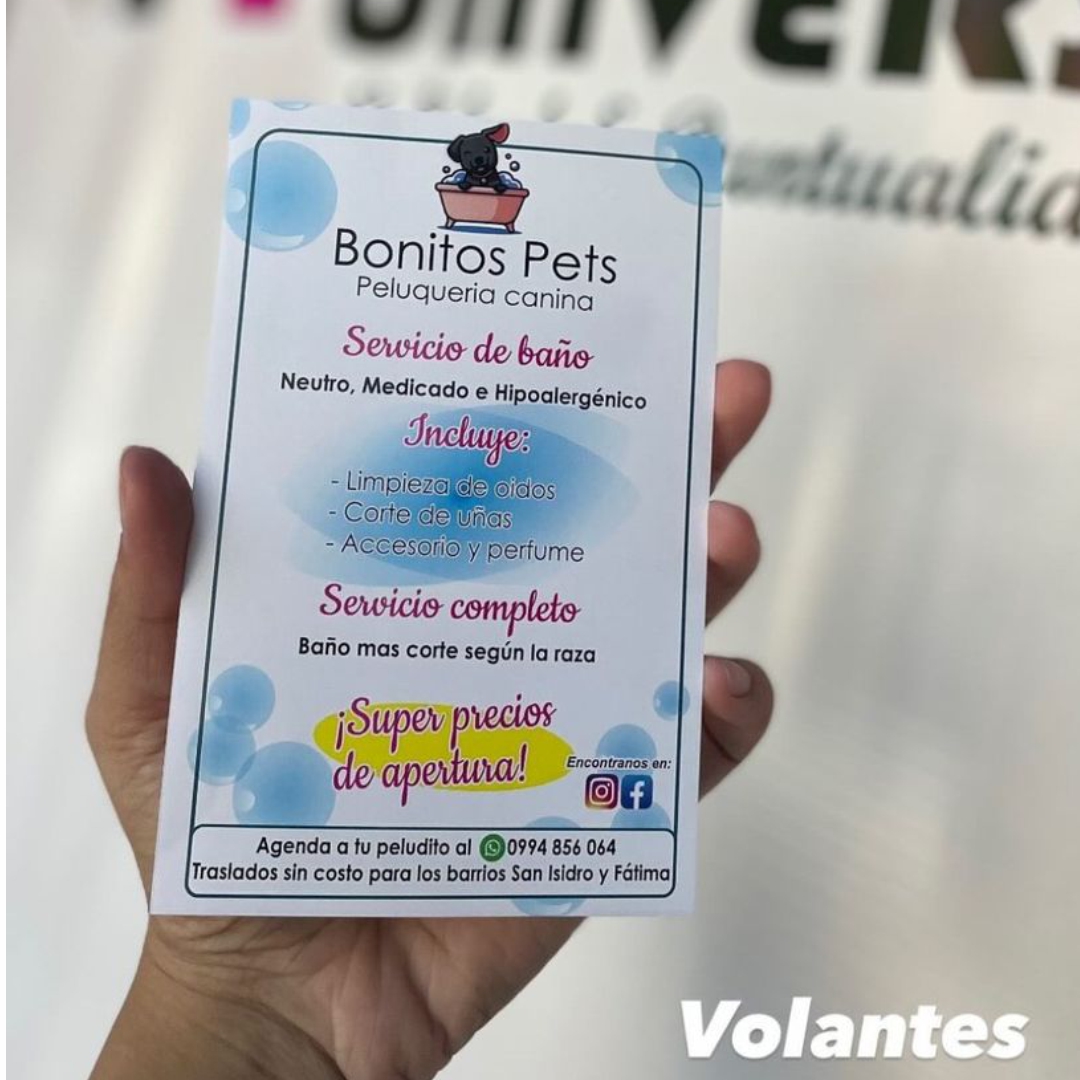 Bonitos Pets
Peluqueria canina
Servicio de baño
Neutro, Medicado e Hipoalergénico
Incluye:
- Limpieza de oidos
- Corte de uñas
- Accesorio y perfume
Servicio completo
Baño mas corte según la raza
¡Super precios
de apertura!
Encontranos en:
Agenda a tu peludito al 0994 856 064
Traslados sin costo para los barrios San Isidro y Fátima
Volantes